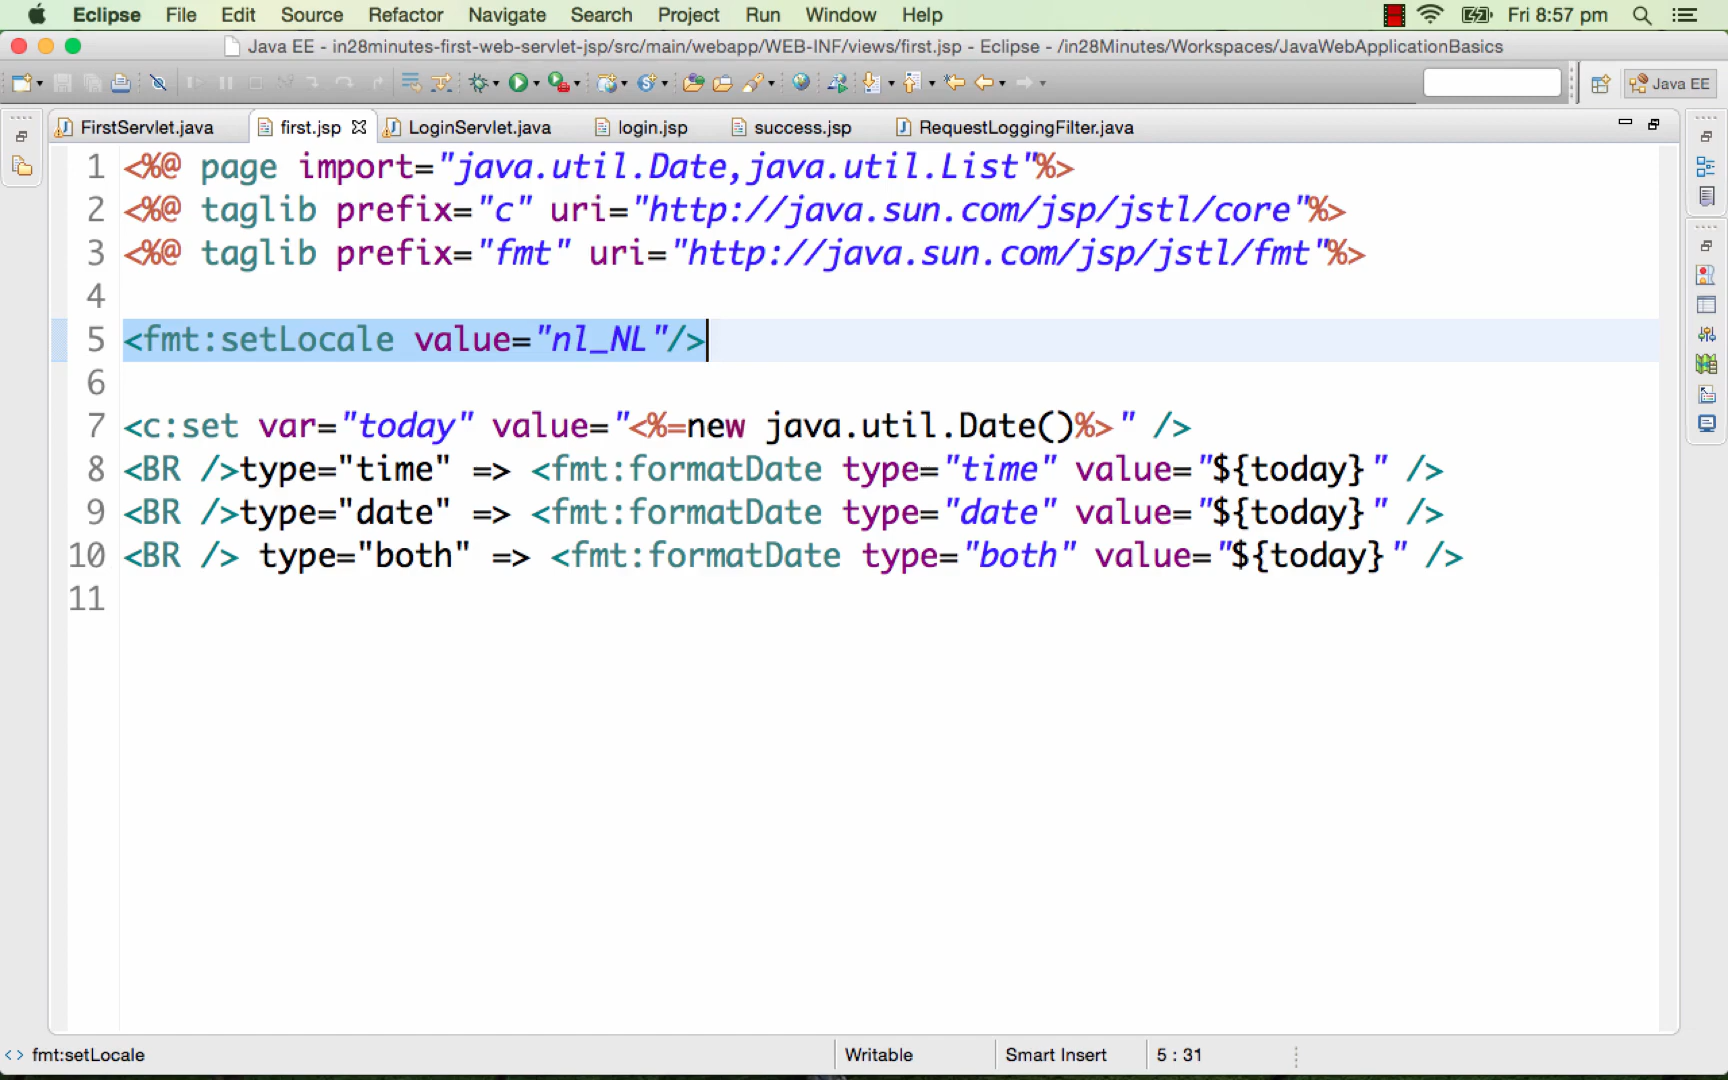 Eclipse File Edit Source Refactor Navigate Search Project Run Window Help Fri 8:57 pm
Java EE - in28minutes-first-web-servlet-jsp/src/main/webapp/WEB-INF/views/first.jsp - Eclipse - /in28Minutes/Workspaces/JavaWebApplicationBasics
Java EE
FirstServlet.java first.jsp LoginServlet.java login.jsp success.jsp RequestLoggingFilter.java
1 <%@ page import="java.util.Date,java.util.List"%>
2 <%@ taglib prefix="c" uri="http://java.sun.com/jsp/jstl/core"%>
3 <%@ taglib prefix="fmt" uri="http://java.sun.com/jsp/jstl/fmt"%>
4
5 <fmt:setLocale value="nl_NL"/>
6
7 <c:set var="today" value="<%=new java.util.Date()%>" />
8 <BR />type="time" => <fmt:formatDate type="time" value="${today}" />
9 <BR />type="date" => <fmt:formatDate type="date" value="${today}" />
10 <BR /> type="both" => <fmt:formatDate type="both" value="${today}" />
11
<> fmt:setLocale Writable Smart Insert 5 : 31